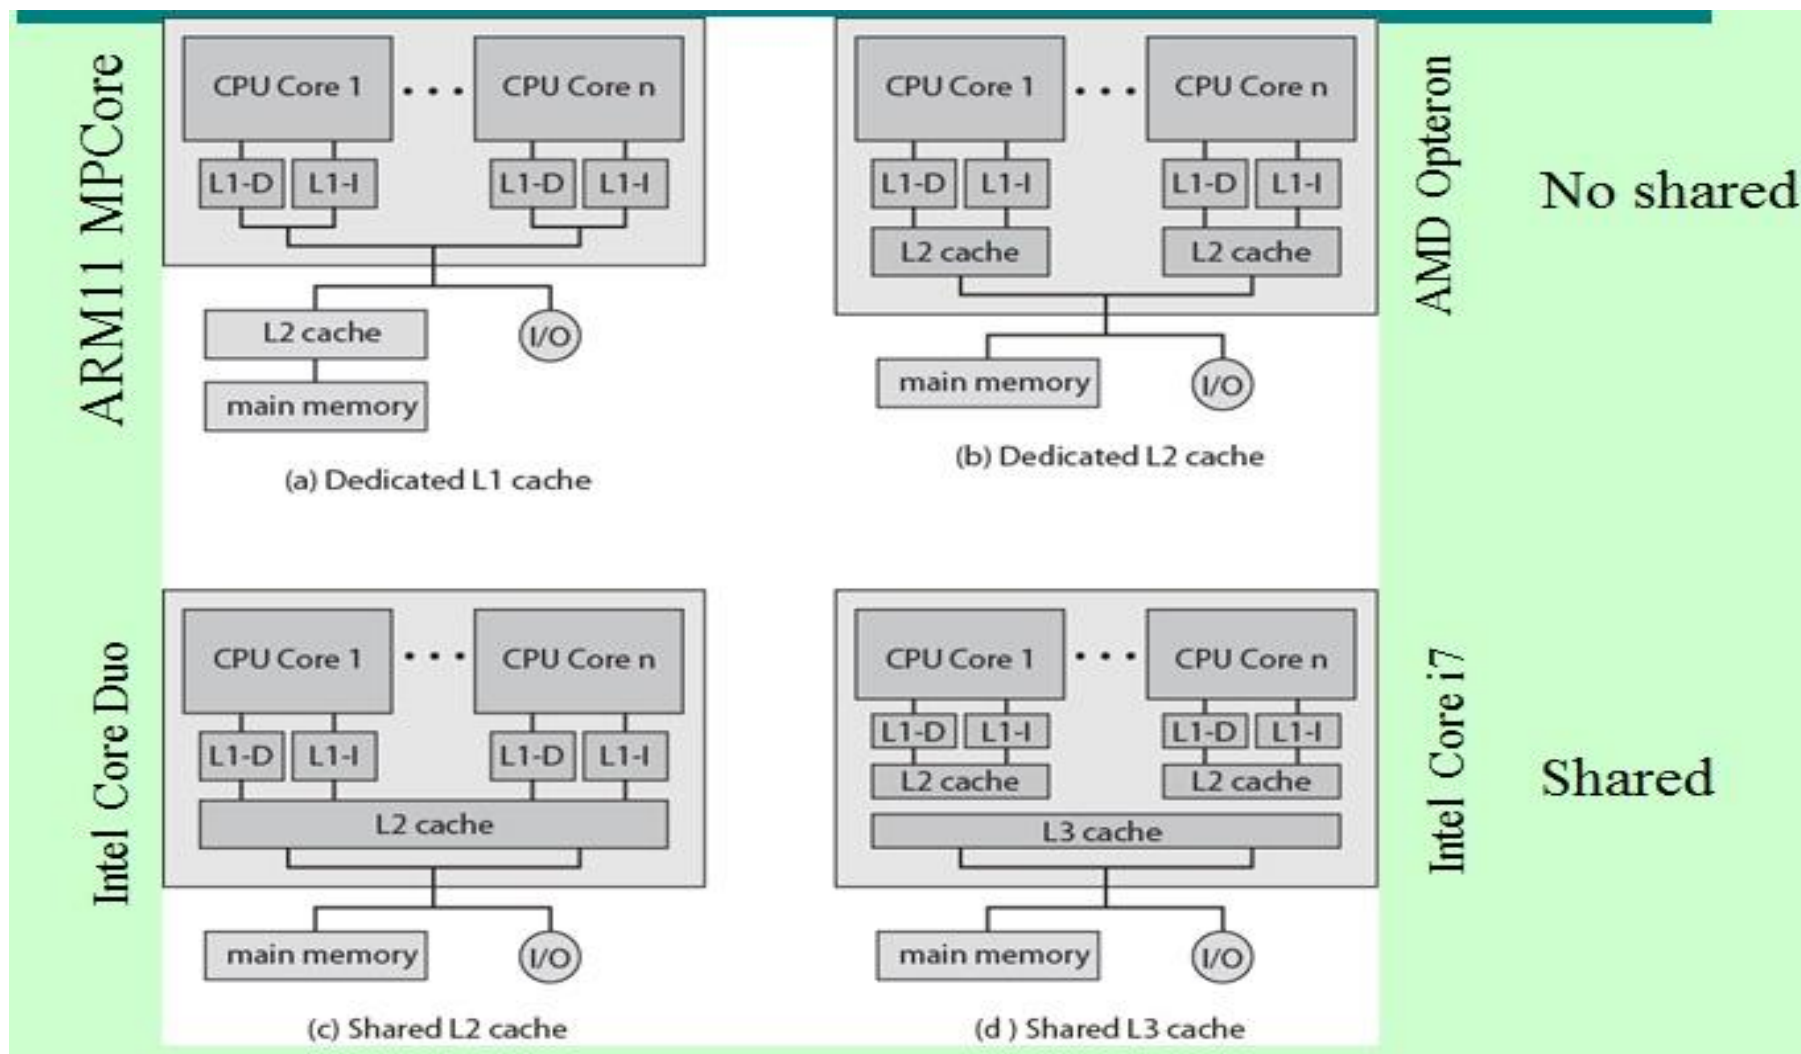 ARM11 MPCore
CPU Core 1 • • • CPU Core n
L1-D L1-I L1-D L1-I
L2 cache I/O
main memory
(a) Dedicated L1 cache
CPU Core 1 • • • CPU Core n
L1-D L1-I L1-D L1-I
L2 cache L2 cache
main memory I/O
(b) Dedicated L2 cache
AMD Opteron
No shared
Intel Core Duo
CPU Core 1 • • • CPU Core n
L1-D L1-I L1-D L1-I
L2 cache
main memory I/O
(c) Shared L2 cache
CPU Core 1 • • • CPU Core n
L1-D L1-I L1-D L1-I
L2 cache L2 cache
L3 cache
main memory I/O
(d ) Shared L3 cache
Intel Core i7
Shared